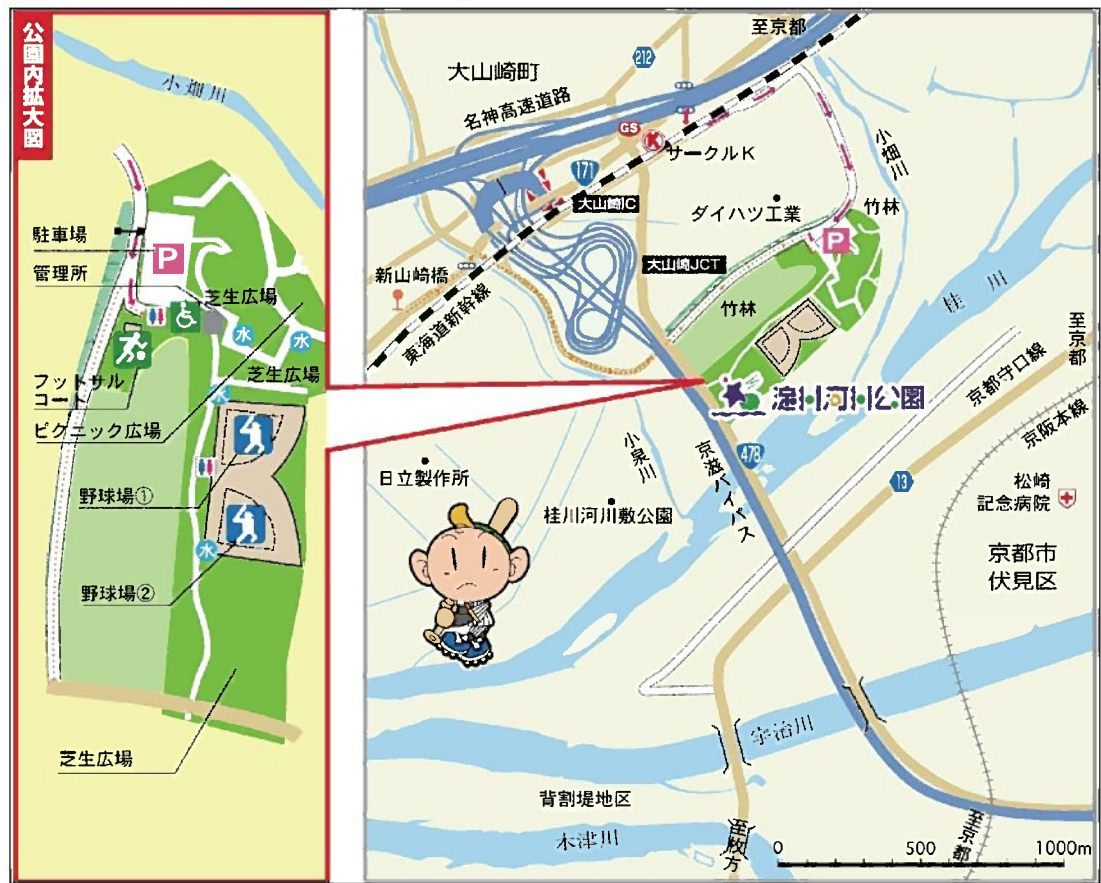 公園内拡大図
小畑川
駐車場
P
管理所
芝生広場
水
水
フットサル
コート
芝生広場
水
ピクニック広場
野球場①
水
野球場②
芝生広場
至京都
212
大山崎町
名神高速道路
GS
K
サークルK
小畑川
171
大山崎IC
ダイハツ工業
竹林
P
大山崎JCT
新山崎橋
東海道新幹線
竹林
桂川
至京都
京都守口線
淀川河川公園
京阪本線
小泉川
京滋バイパス
478
13
日立製作所
松崎
記念病院
桂川河川敷公園
京都市
伏見区
宇治川
背割堤地区
木津川
至枚方
至京都
0 500 1000m